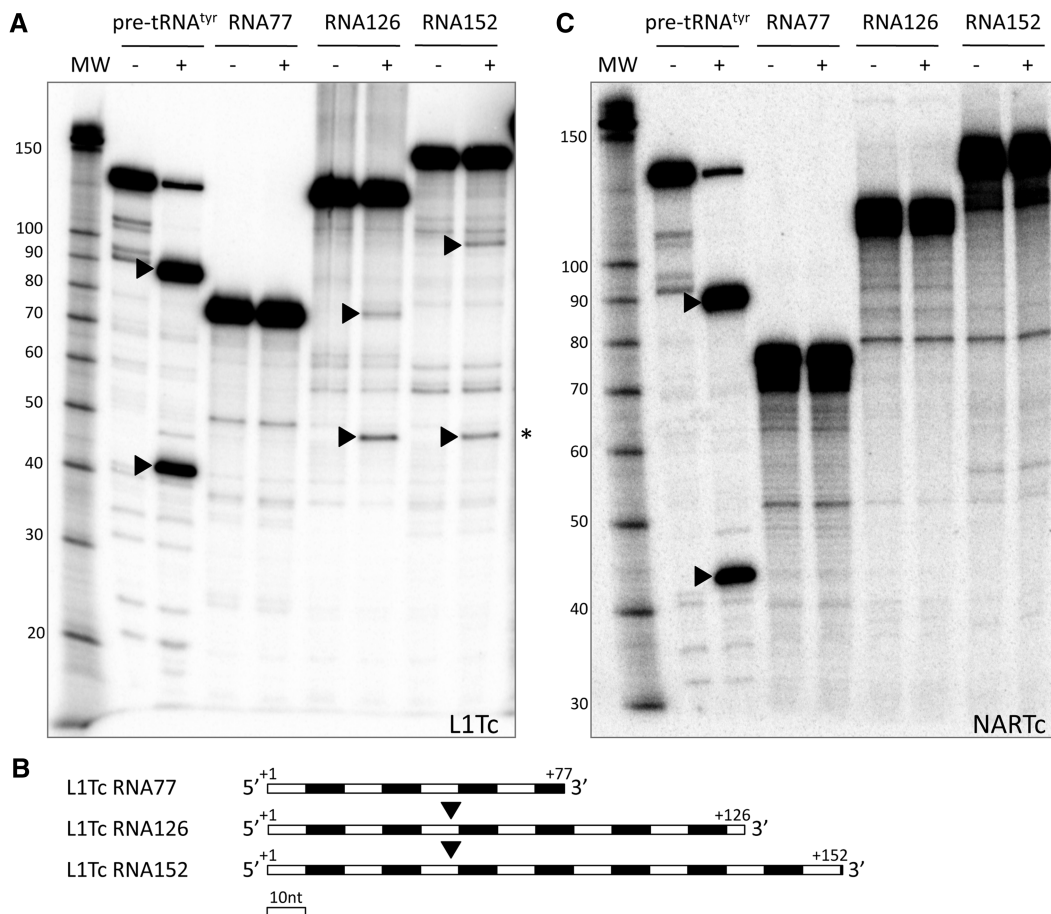 A
pre-tRNAtyr RNA77 RNA126 RNA152
MW - + - + - + - +
150
100
90
80
70
60
50
40
30
20
*
L1Tc
C
pre-tRNAtyr RNA77 RNA126 RNA152
MW - + - + - + - +
150
100
90
80
70
60
50
40
30
NARTc
B
L1Tc RNA77 5' +1 +77 3'
L1Tc RNA126 5' +1 +126 3'
L1Tc RNA152 5' +1 +152 3'
10nt